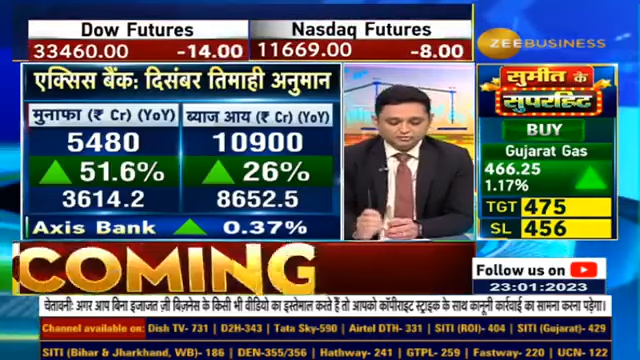 Dow Futures
33460.00 -14.00
Nasdaq Futures
11669.00 -8.00
ZEE BUSINESS
एक्सिस बैंक: दिसंबर तिमाही अनुमान
मुनाफा (₹ Cr) (YoY)
5480
51.6%
3614.2
ब्याज आय (₹ Cr) (YoY)
10900
26%
8652.5
Axis Bank 0.37%
सुमीत के
सुपरहिट
BUY
Gujarat Gas
466.25
1.17%
TGT 475
SL 456
COMING
Follow us on
23:01:2023
चेतावनी: अगर आप बिना इजाजत ज़ी बिज़नेस के किसी भी वीडियो का इस्तेमाल करते हैं तो आपको कॉपीराइट स्ट्राइक के साथ कानूनी कार्रवाई का सामना करना पड़ेगा.
Channel available on: Dish TV- 731 | D2H-343 | Tata Sky-590 | Airtel DTH- 331 | SITI (ROI) - 404 | SITI (Gujarat) - 429
SITI (Bihar & Jharkhand, WB)- 186 | DEN-355/356 | Hathway- 241 | GTPL- 259 | Fastway- 220 | UCN- 122